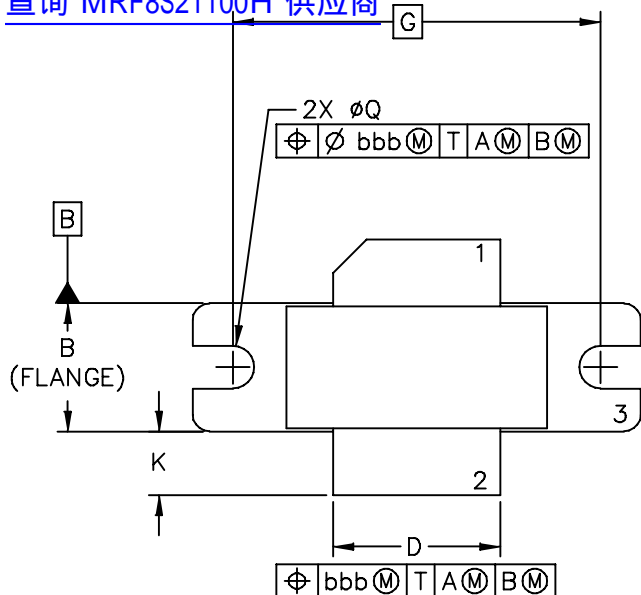 查询 MRF8S21100H 供应商
G
2X øQ
⌖ Ø bbb Ⓜ T A Ⓜ B Ⓜ
B
1
B
(FLANGE)
3
K
2
D
⌖ bbb Ⓜ T A Ⓜ B Ⓜ